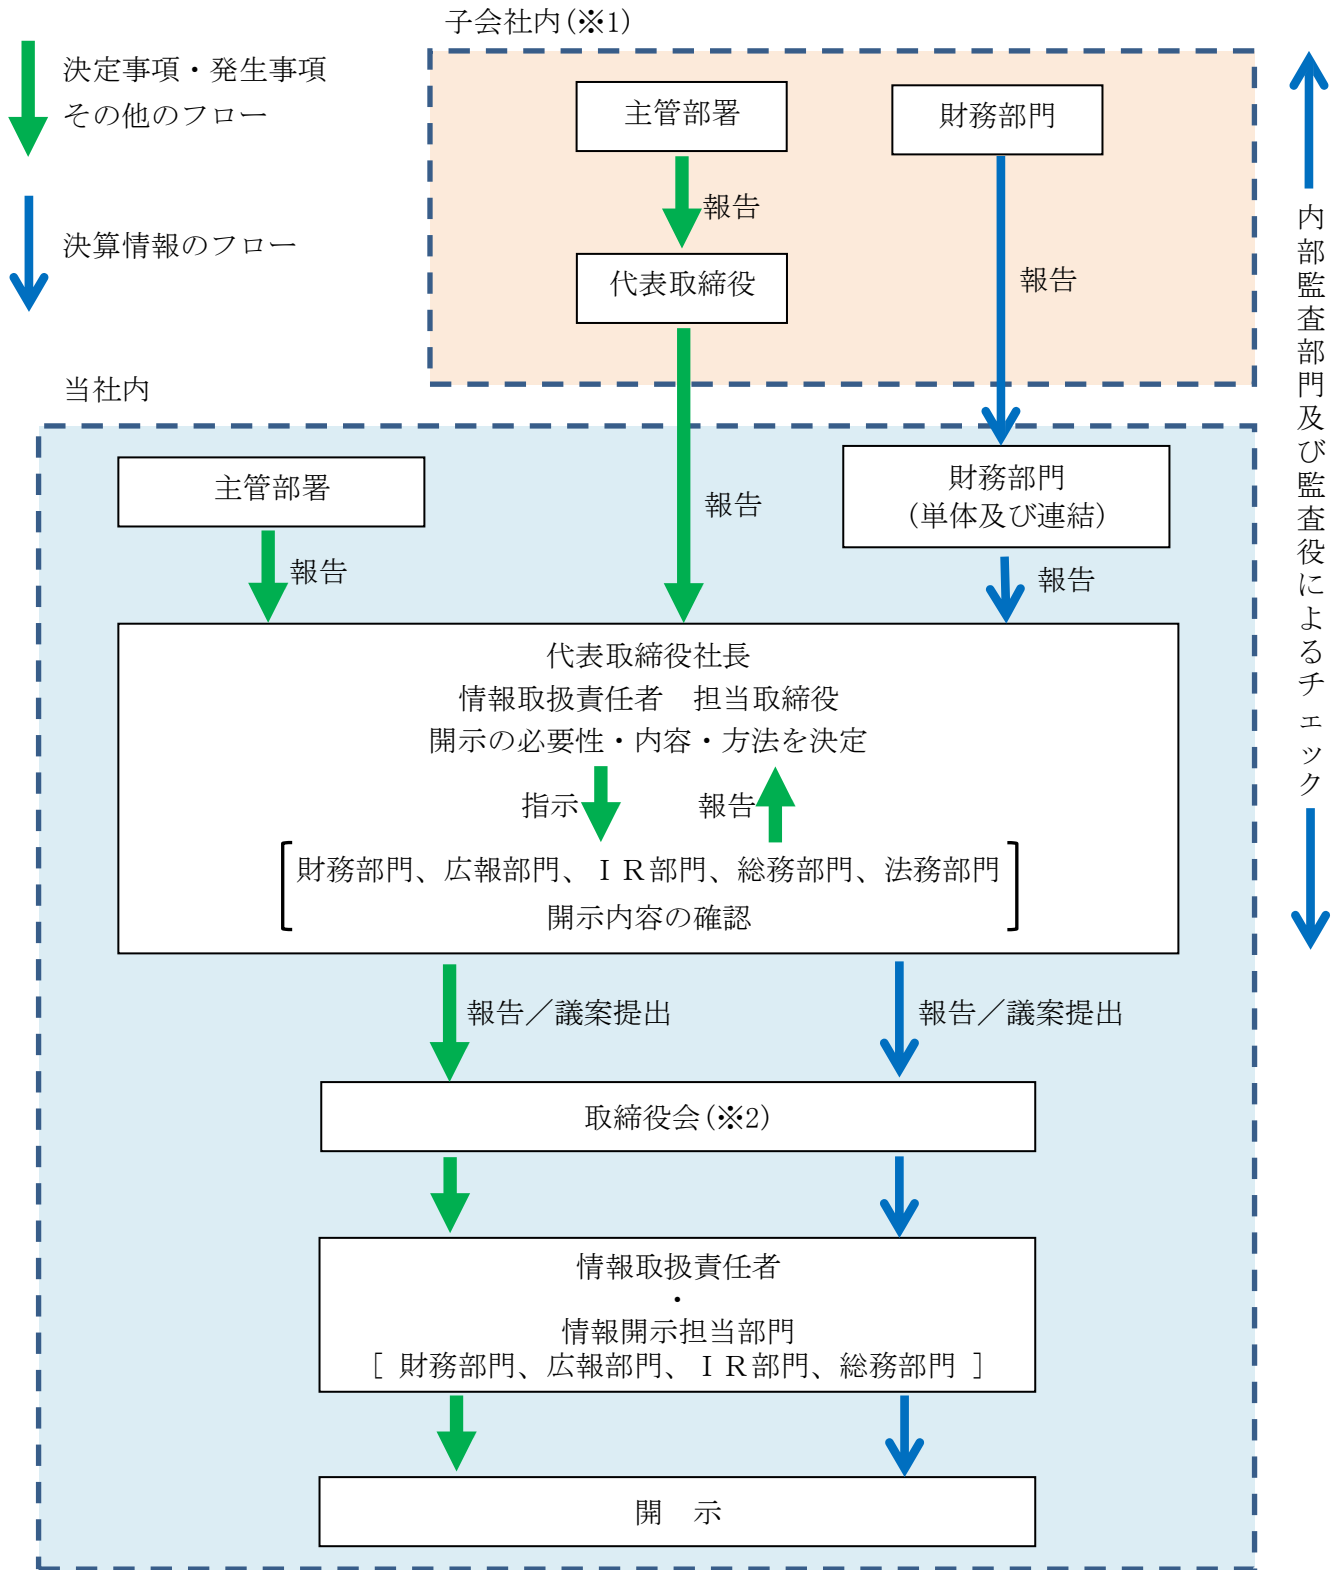 子会社内(※1)
決定事項・発生事項
その他のフロー
決算情報のフロー
主管部署
財務部門
報告
代表取締役
報告
当社内
主管部署
報告
報告
財務部門
(単体及び連結)
報告
代表取締役社長
情報取扱責任者　担当取締役
開示の必要性・内容・方法を決定
指示
報告
財務部門、広報部門、ＩＲ部門、総務部門、法務部門
開示内容の確認
報告／議案提出
報告／議案提出
取締役会(※2)
情報取扱責任者
・
情報開示担当部門
[ 財務部門、広報部門、ＩＲ部門、総務部門 ]
開　示
内部監査部門及び監査役によるチェック